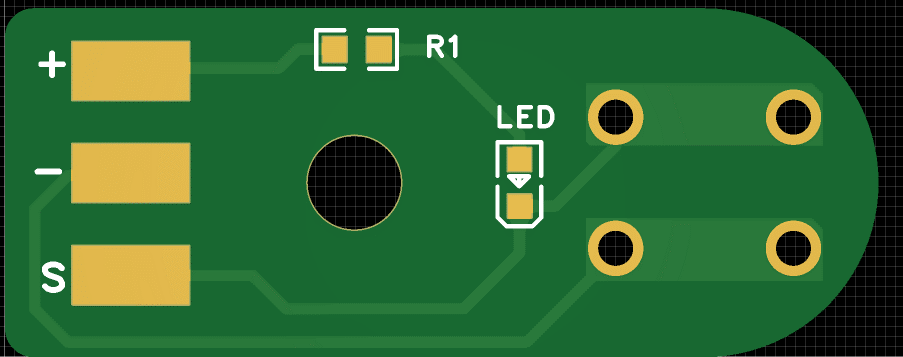 +
R1
LED
-
S